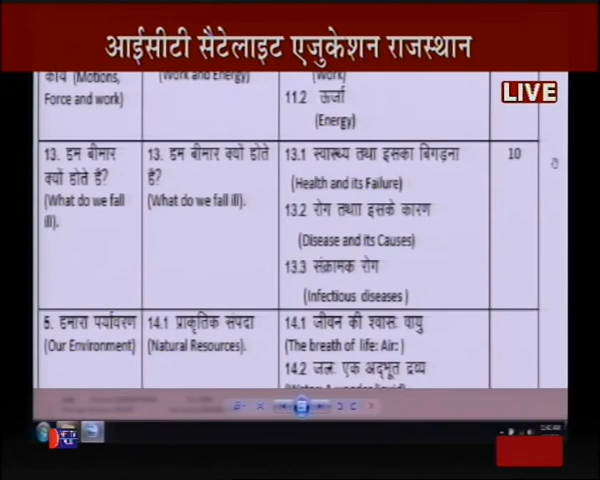 आईसीटी सैटेलाइट एजुकेशन राजस्थान
LIVE
कार्य (Motions,
Force and work)
(Work and Energy)
(Work)
11.2 ऊर्जा
(Energy)
13. हम बीमार
क्यों होते हैं?
(What do we fall
ill).
13. हम बीमार क्यों होते
है?
(What do we fall ill).
13.1 स्वास्थ्य तथा इसका बिगड़ना
(Health and its Failure)
13.2 रोग तथाा इसके कारण
(Disease and its Causes)
13.3 संक्रामक रोग
(Infectious diseases )
10
5. हमारा पर्यावरण
(Our Environment)
14.1 प्राकृतिक संपदा
(Natural Resources).
14.1 जीवन की श्वासः वायु
(The breath of life: Air: )
14.2 जलः एक अद्भूत द्रव्य